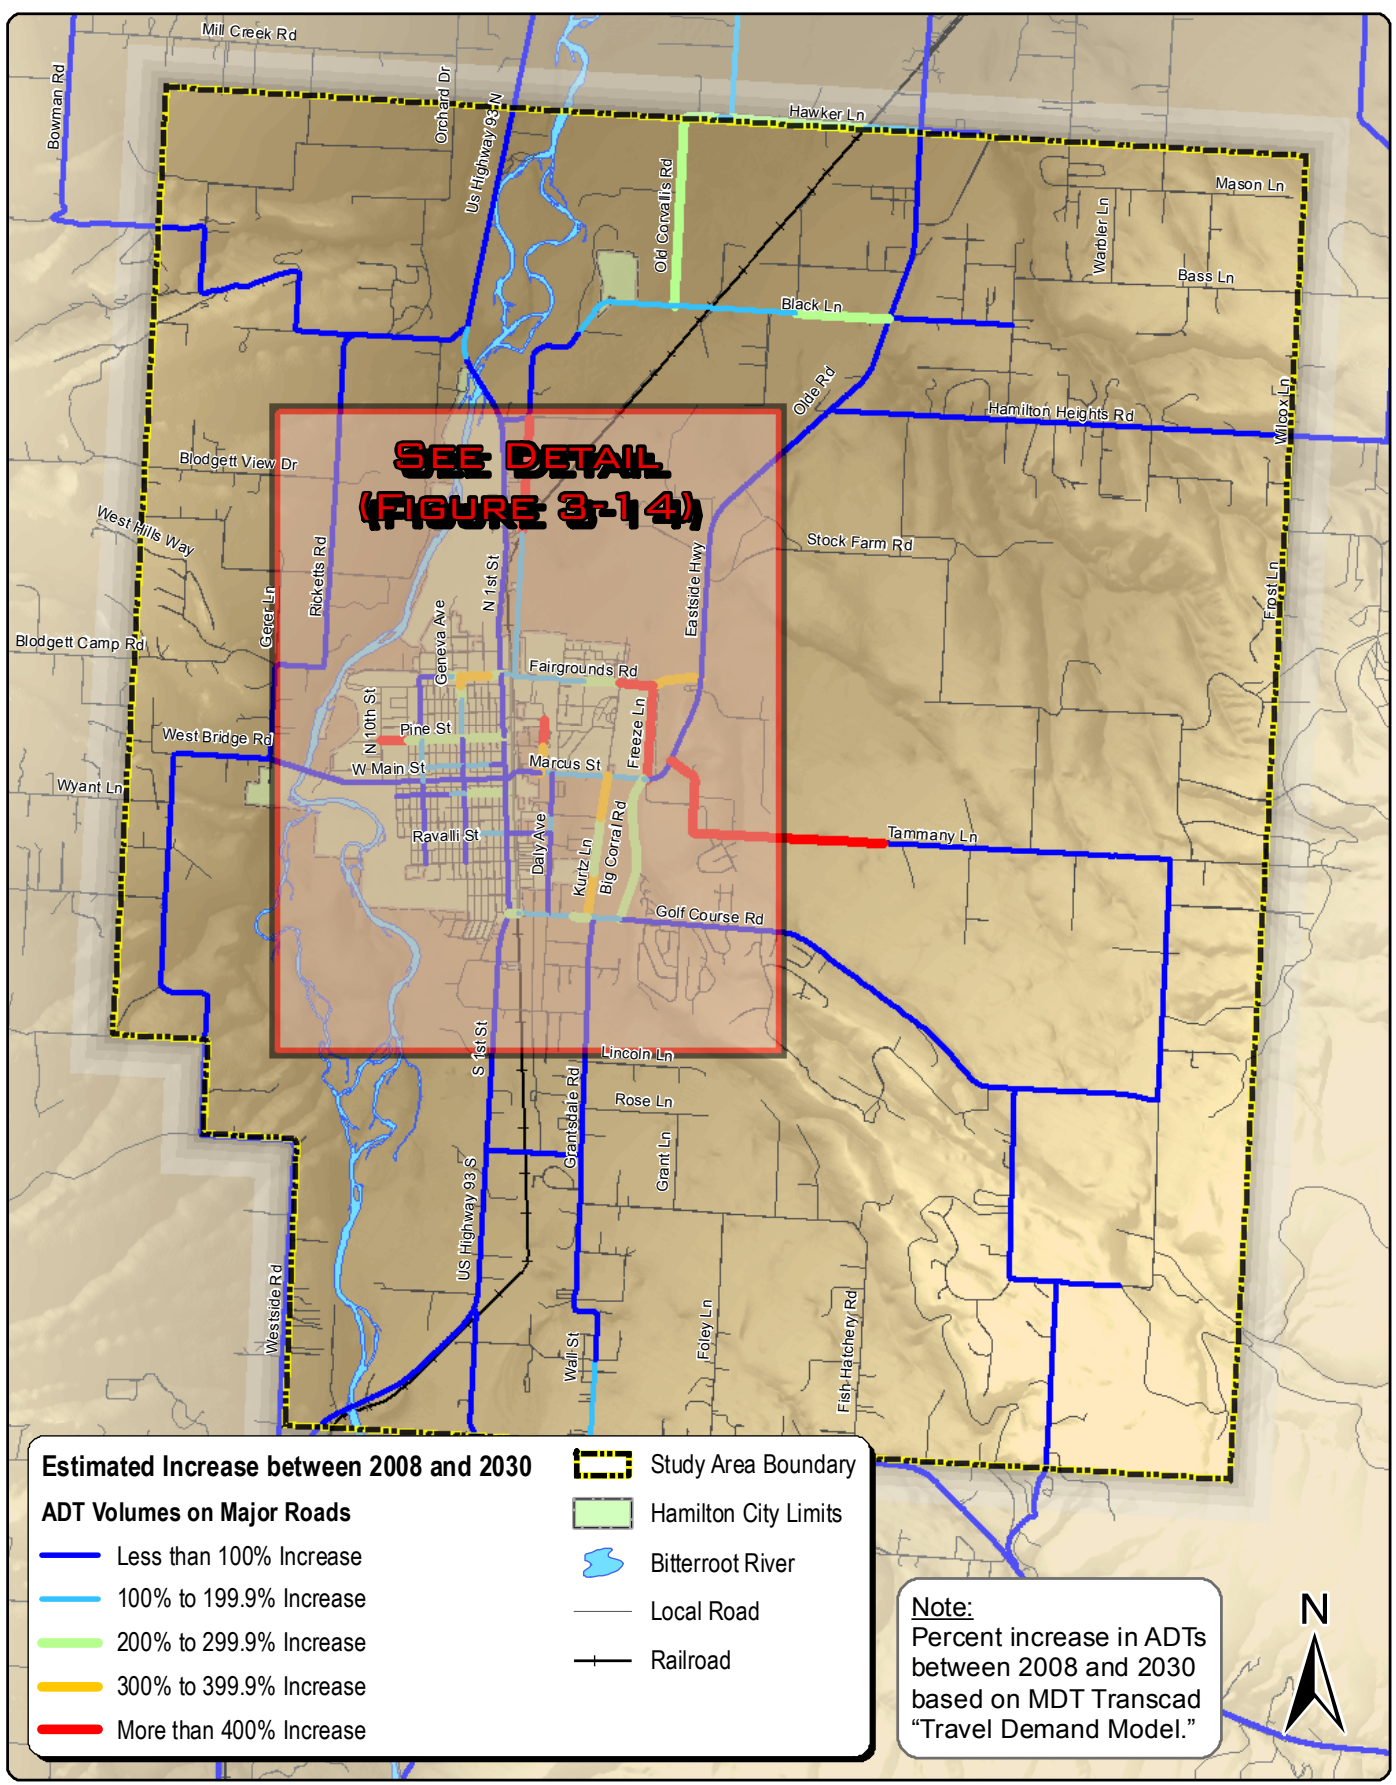 Mill Creek Rd
Bowman Rd
Orchard Dr
Us Highway 93 N
Hawker Ln
Old Corvallis Rd
Mason Ln
Warbler Ln
Bass Ln
Black Ln
Olde Rd
Hamilton Heights Rd
Wilcox Ln
SEE DETAIL
(FIGURE 3-14)
Blodgett View Dr
West Hills Way
Ricketts Rd
Gerer Ln
Blodgett Camp Rd
N 1st St
Geneva Ave
Eastside Hwy
Stock Farm Rd
Frost Ln
Fairgrounds Rd
N 10th St
Pine St
Freeze Ln
West Bridge Rd
W Main St
Marcus St
Wyant Ln
Ravalli St
Daly Ave
Kurtz Ln
Big Corral Rd
Tammany Ln
Golf Course Rd
S 1st St
Lincoln Ln
Grantsdale Rd
Rose Ln
Grant Ln
US Highway 93 S
Westside Rd
Wall St
Foley Ln
Fish Hatchery Rd
Estimated Increase between 2008 and 2030
ADT Volumes on Major Roads
Less than 100% Increase
100% to 199.9% Increase
200% to 299.9% Increase
300% to 399.9% Increase
More than 400% Increase
Study Area Boundary
Hamilton City Limits
Bitterroot River
Local Road
Railroad
Note:
Percent increase in ADTs
between 2008 and 2030
based on MDT Transcad
“Travel Demand Model.”
N